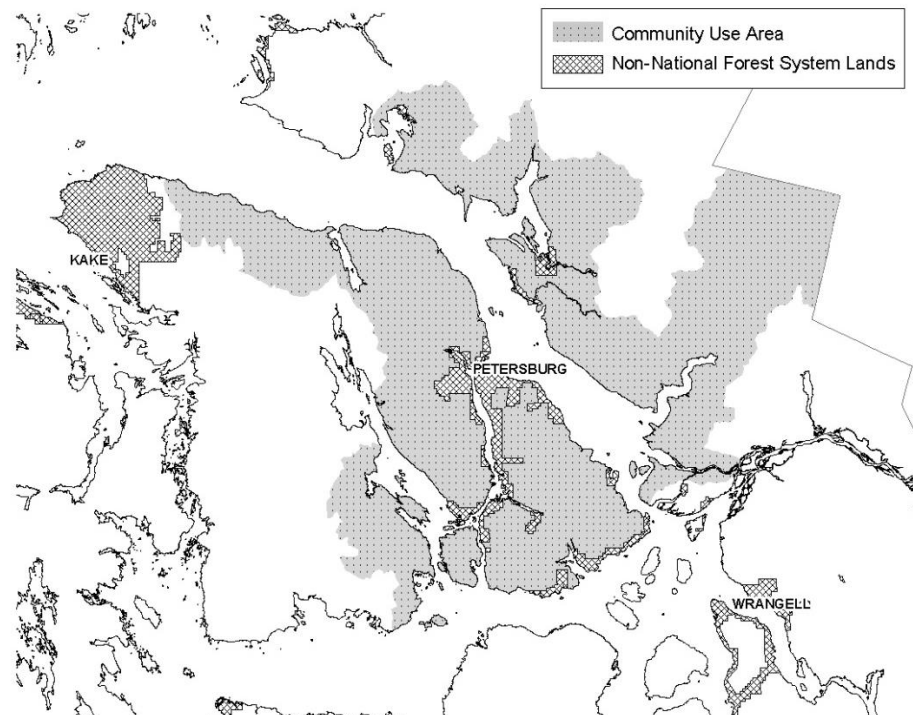 Community Use Area
Non-National Forest System Lands
KAKE
PETERSBURG
WRANGELL